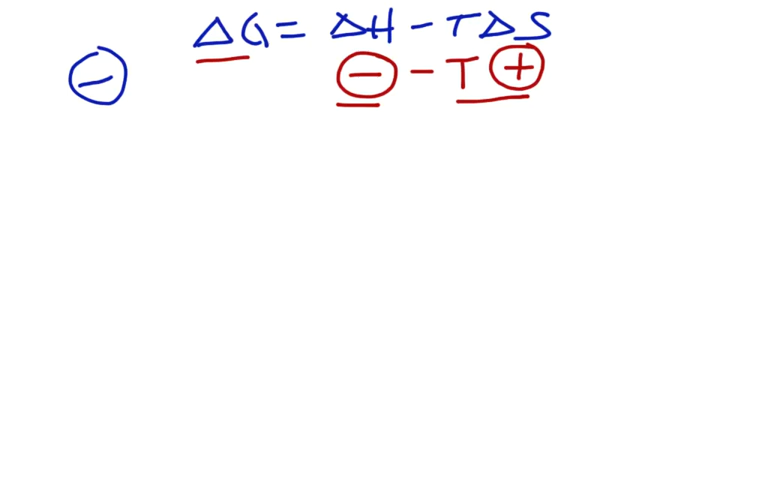 ΔG = ΔH - TΔS
⊖ ⊖ - T⊕